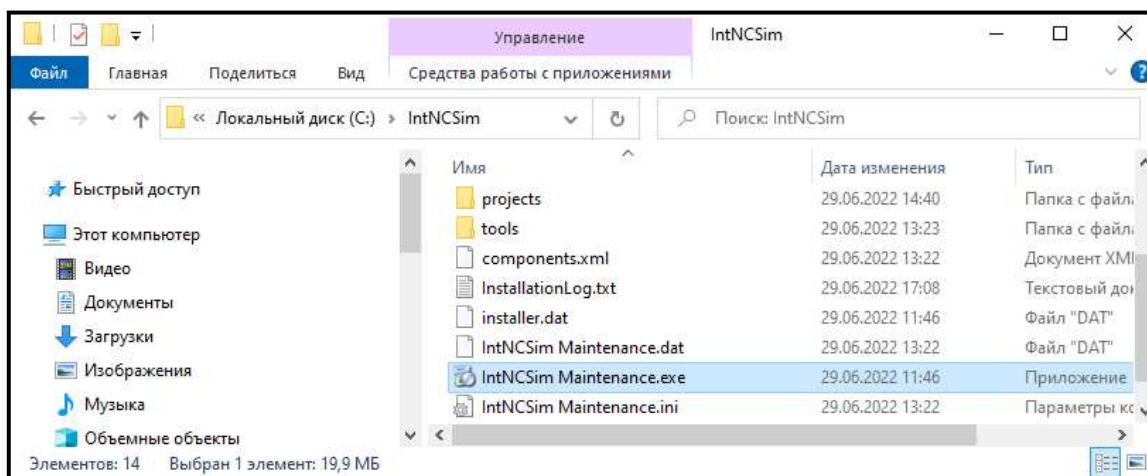 Управление
IntNCSim
Файл Главная Поделиться Вид Средства работы с приложениями
« Локальный диск (C:) › IntNCSim Поиск: IntNCSim
Имя Дата изменения Тип
Быстрый доступ
Этот компьютер
Видео
Документы
Загрузки
Изображения
Музыка
Объемные объекты
projects 29.06.2022 14:40 Папка с файл
tools 29.06.2022 13:23 Папка с файл
components.xml 29.06.2022 13:22 Документ XM
InstallationLog.txt 29.06.2022 17:08 Текстовый до
installer.dat 29.06.2022 11:46 Файл "DAT"
IntNCSim Maintenance.dat 29.06.2022 13:22 Файл "DAT"
IntNCSim Maintenance.exe 29.06.2022 11:46 Приложение
IntNCSim Maintenance.ini 29.06.2022 13:22 Параметры кс
Элементов: 14 Выбран 1 элемент: 19,9 МБ